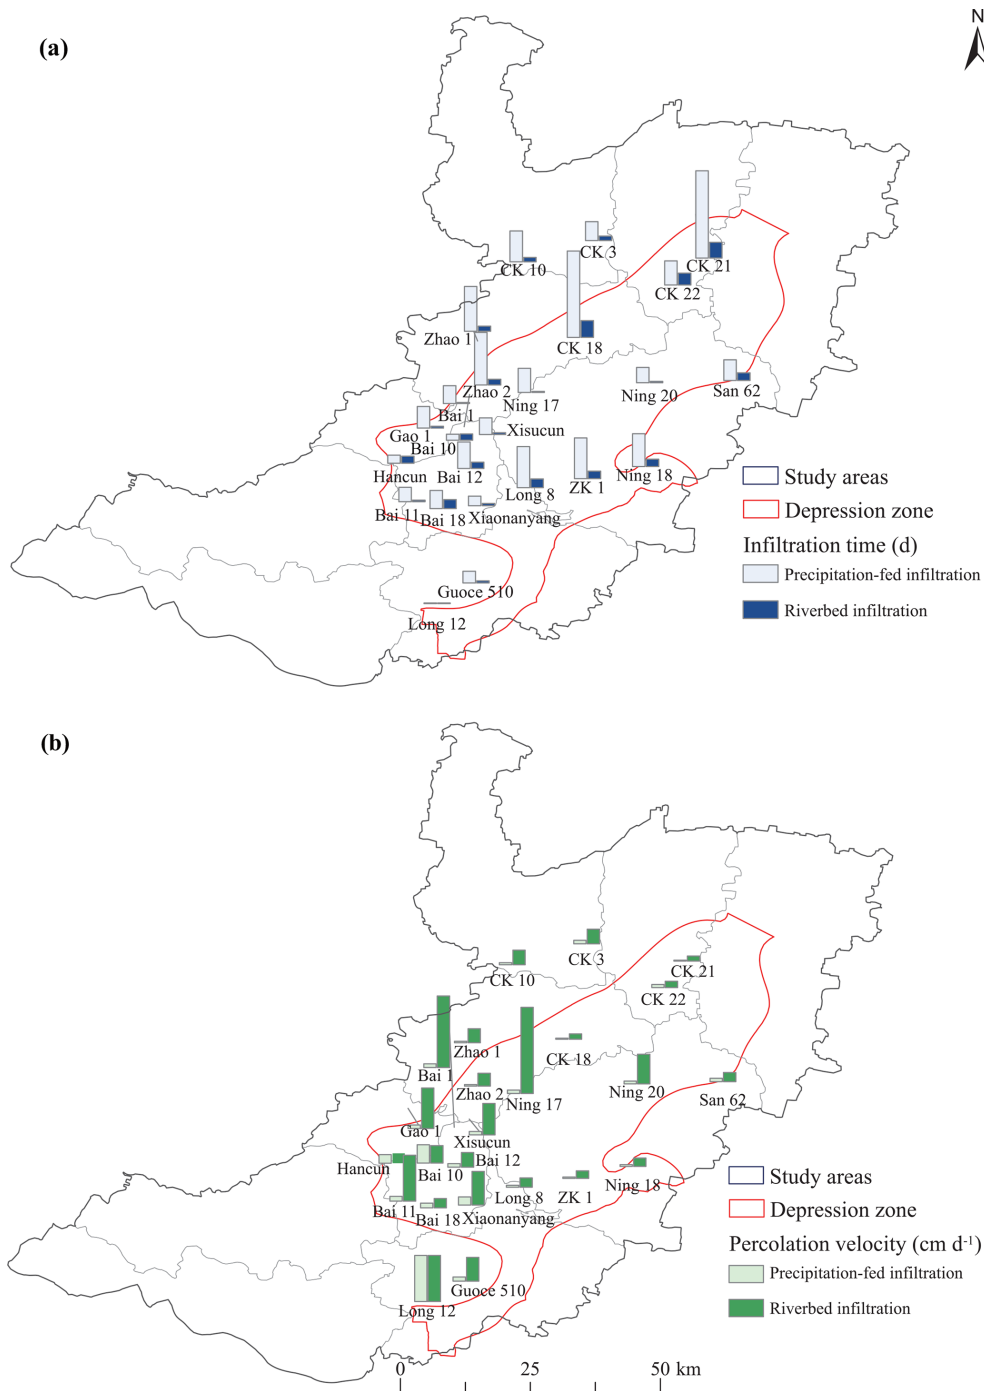 (a)
N
CK 3
CK 10
CK 21
CK 22
Zhao 1
CK 18
Zhao 2
Ning 17
Ning 20
San 62
Bai 1
Gao 1
Xisucun
Bai 10
Hancun
Bai 12
Long 8
ZK 1
Ning 18
Bai 11
Bai 18
Xiaonanyang
Guoce 510
Long 12
Study areas
Depression zone
Infiltration time (d)
Precipitation-fed infiltration
Riverbed infiltration
(b)
CK 3
CK 10
CK 21
CK 22
Zhao 1
CK 18
Bai 1
Zhao 2
Ning 17
Ning 20
San 62
Gao 1
Xisucun
Hancun
Bai 10
Bai 12
Bai 11
Bai 18
Xiaonanyang
Long 8
ZK 1
Ning 18
Guoce 510
Long 12
Study areas
Depression zone
Percolation velocity (cm d⁻¹)
Precipitation-fed infiltration
Riverbed infiltration
0 25 50 km